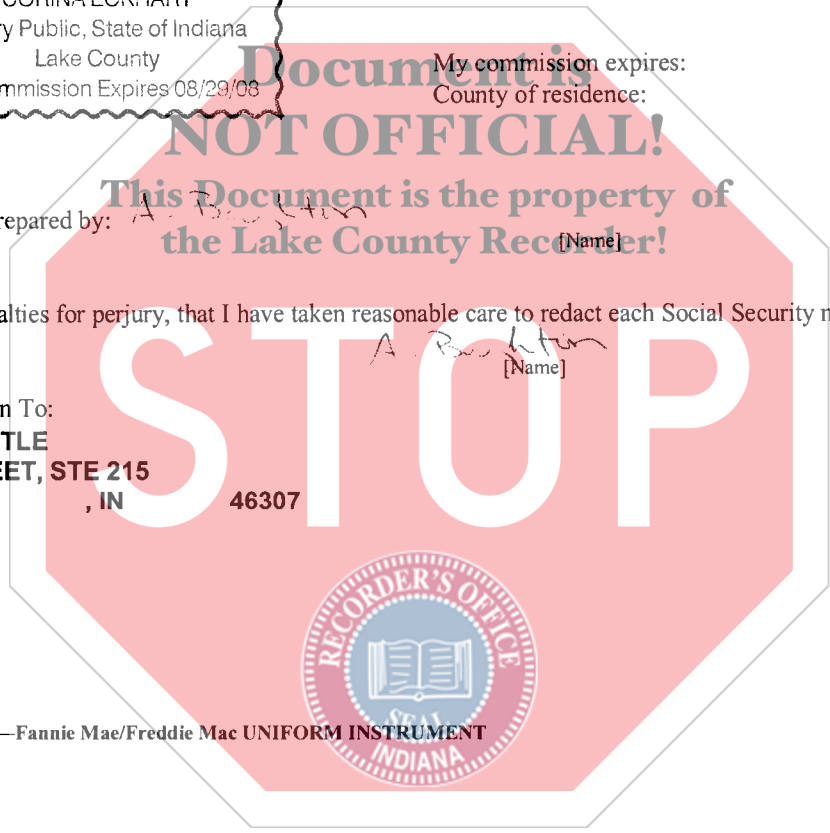 ry Public, State of Indiana
Lake County
mmission Expires 08/29/08
My commission expires:
County of residence:
Document is
NOT OFFICIAL!
This Document is the property of
the Lake County Recorder!
repared by:
[Name]
alties for perjury, that I have taken reasonable care to redact each Social Security n
[Name]
STOP
n To:
TLE
EET, STE 215
, IN 46307
RECORDER'S OFFICE
SEAL
INDIANA
—Fannie Mae/Freddie Mac UNIFORM INSTRUMENT